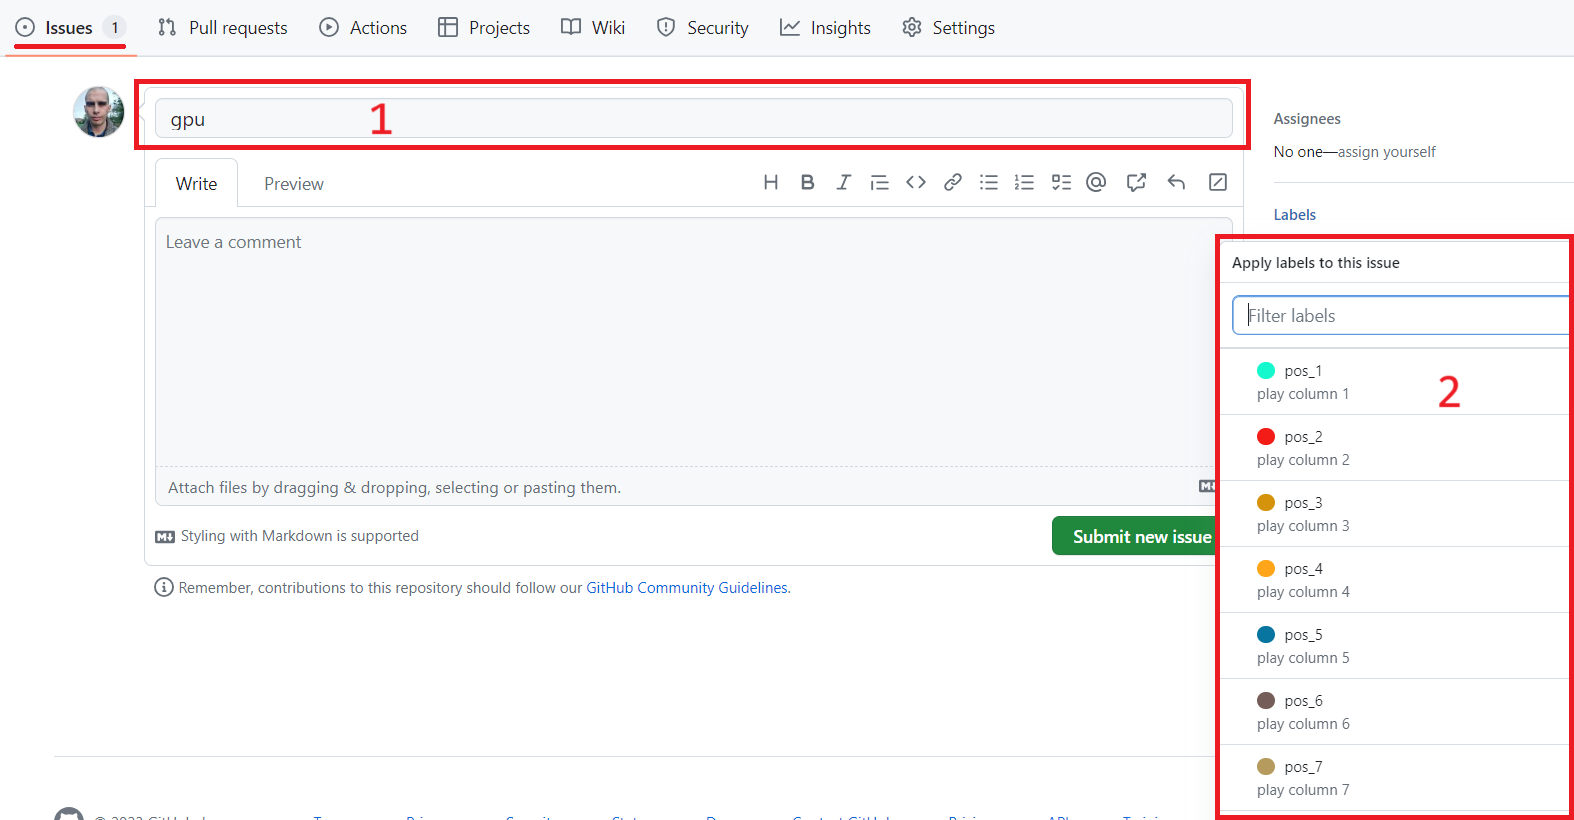 Issues 1 Pull requests Actions Projects Wiki Security Insights Settings
gpu 1
Assignees
No one—assign yourself
Write Preview
Labels
Leave a comment
Apply labels to this issue
Filter labels
pos_1
play column 1
2
pos_2
play column 2
pos_3
play column 3
pos_4
play column 4
pos_5
play column 5
pos_6
play column 6
pos_7
play column 7
Attach files by dragging & dropping, selecting or pasting them.
Styling with Markdown is supported
Submit new issue
Remember, contributions to this repository should follow our GitHub Community Guidelines.